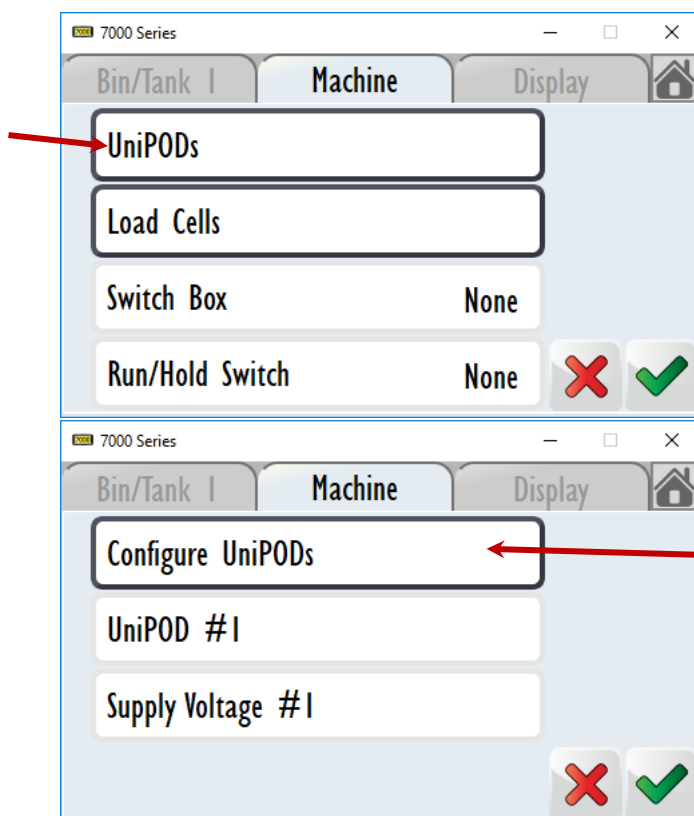 7000 Series
Bin/Tank 1 Machine Display
UniPODs
Load Cells
Switch Box None
Run/Hold Switch None
7000 Series
Bin/Tank 1 Machine Display
Configure UniPODs
UniPOD #1
Supply Voltage #1